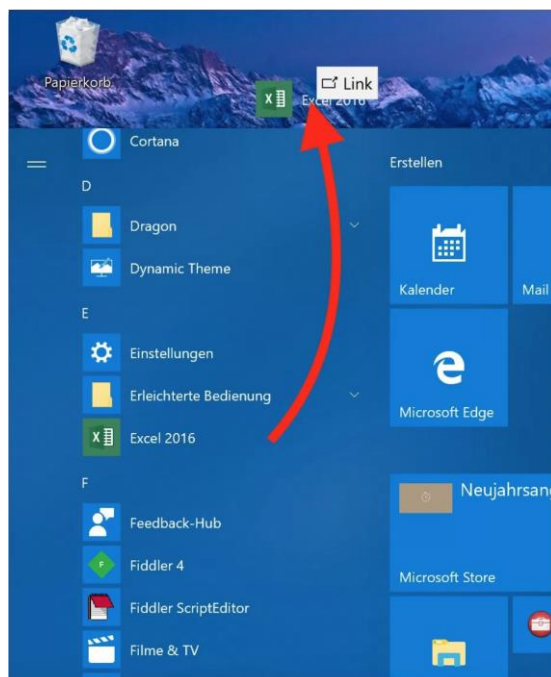 Papierkorb
Link
Excel 2016
Cortana
D
Dragon
Dynamic Theme
E
Einstellungen
Erleichterte Bedienung
Excel 2016
F
Feedback-Hub
Fiddler 4
Fiddler ScriptEditor
Filme & TV
Erstellen
Kalender
Mail
Microsoft Edge
Neujahrsang
Microsoft Store